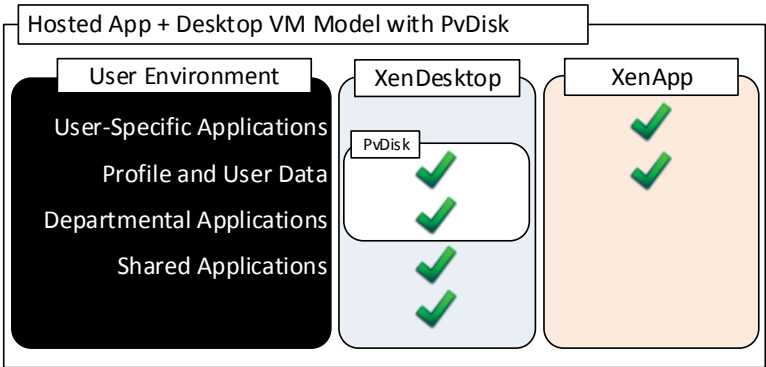 Hosted App + Desktop VM Model with PvDisk
User Environment
XenDesktop
XenApp
User-Specific Applications
PvDisk
Profile and User Data
Departmental Applications
Shared Applications